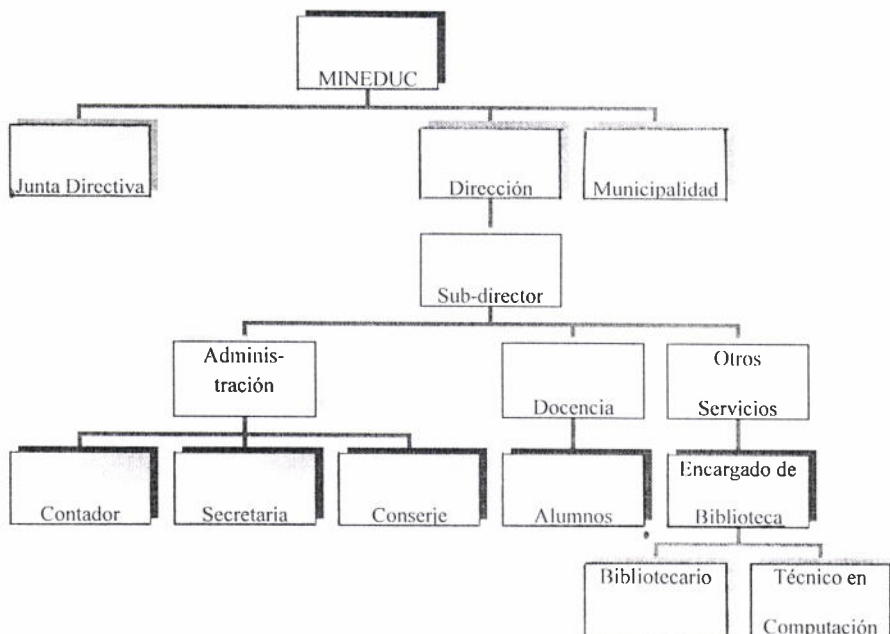 MINEDUC
Junta Directiva
Dirección
Municipalidad
Sub-director
Adminis-
tración
Docencia
Otros
Servicios
Contador
Secretaria
Conserje
Alumnos
Encargado de
Biblioteca
Bibliotecario
Técnico en
Computación